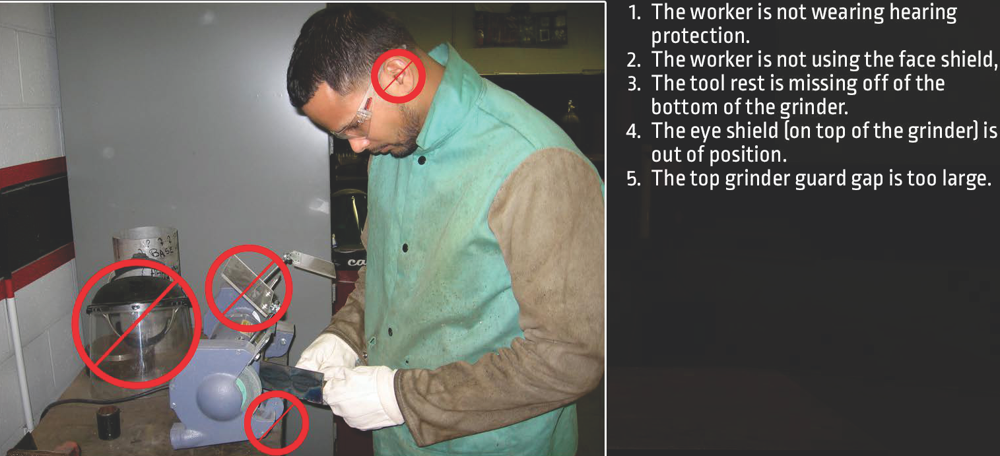 1. The worker is not wearing hearing
protection.
2. The worker is not using the face shield,
3. The tool rest is missing off of the
bottom of the grinder.
4. The eye shield (on top of the grinder) is
out of position.
5. The top grinder guard gap is too large.
BASE
ca